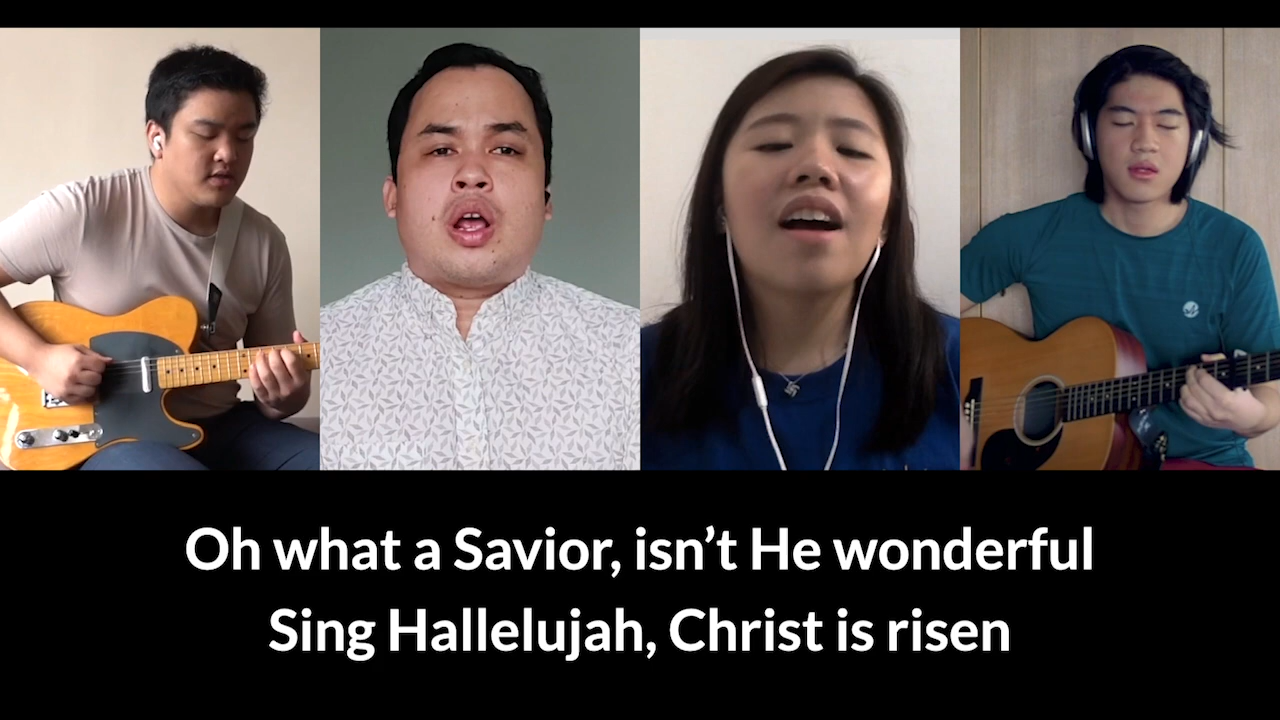 Oh what a Savior, isn’t He wonderful
Sing Hallelujah, Christ is risen